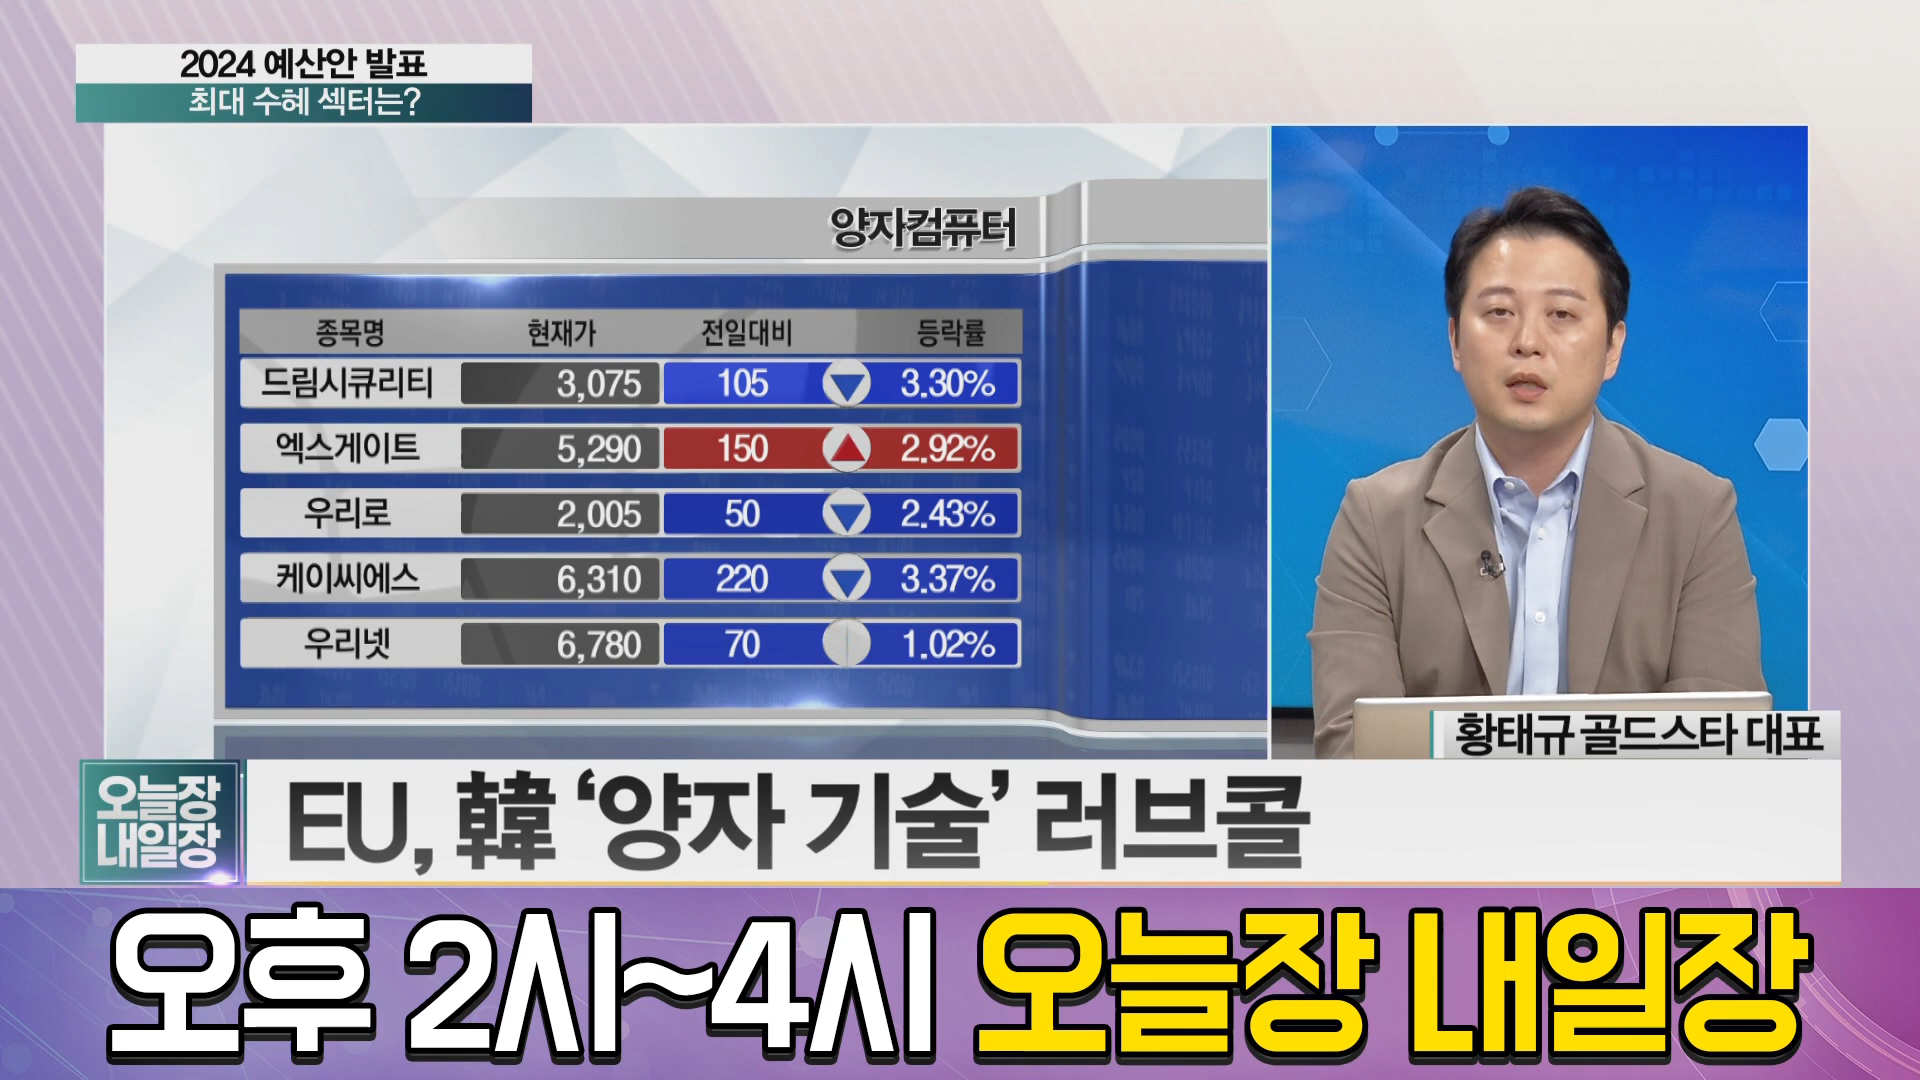 2024 예산안 발표
최대 수혜 섹터는?
양자컴퓨터
종목명 현재가 전일대비 등락률
드림시큐리티 3,075 105 ▼ 3.30%
엑스게이트 5,290 150 ▲ 2.92%
우리로 2,005 50 ▼ 2.43%
케이씨에스 6,310 220 ▼ 3.37%
우리넷 6,780 70 1.02%
황태규 골드스타 대표
오늘장
내일장
EU, 韓 ‘양자 기술’ 러브콜
오후 2시~4시 오늘장 내일장